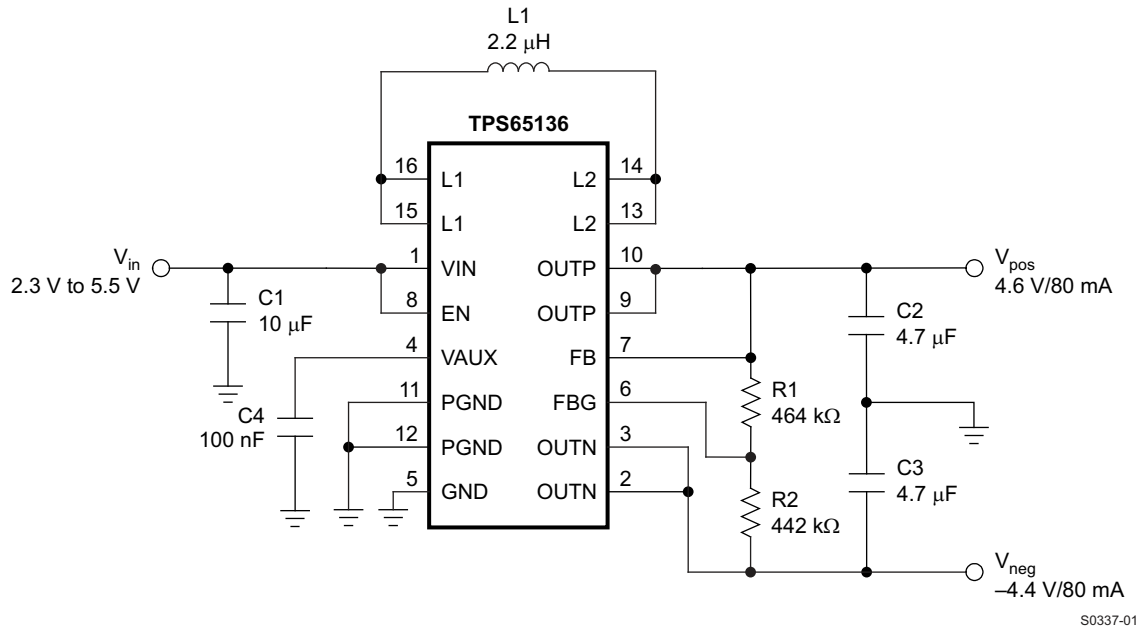 L1
2.2 μH
TPS65136
16
L1
L2
14
15
L1
L2
13
Vin
2.3 V to 5.5 V
1
VIN
OUTP
10
Vpos
4.6 V/80 mA
C1
10 μF
8
EN
OUTP
9
C2
4.7 μF
4
VAUX
FB
7
C4
100 nF
11
PGND
FBG
6
R1
464 kΩ
12
PGND
OUTN
3
5
GND
OUTN
2
R2
442 kΩ
C3
4.7 μF
Vneg
–4.4 V/80 mA
S0337-01